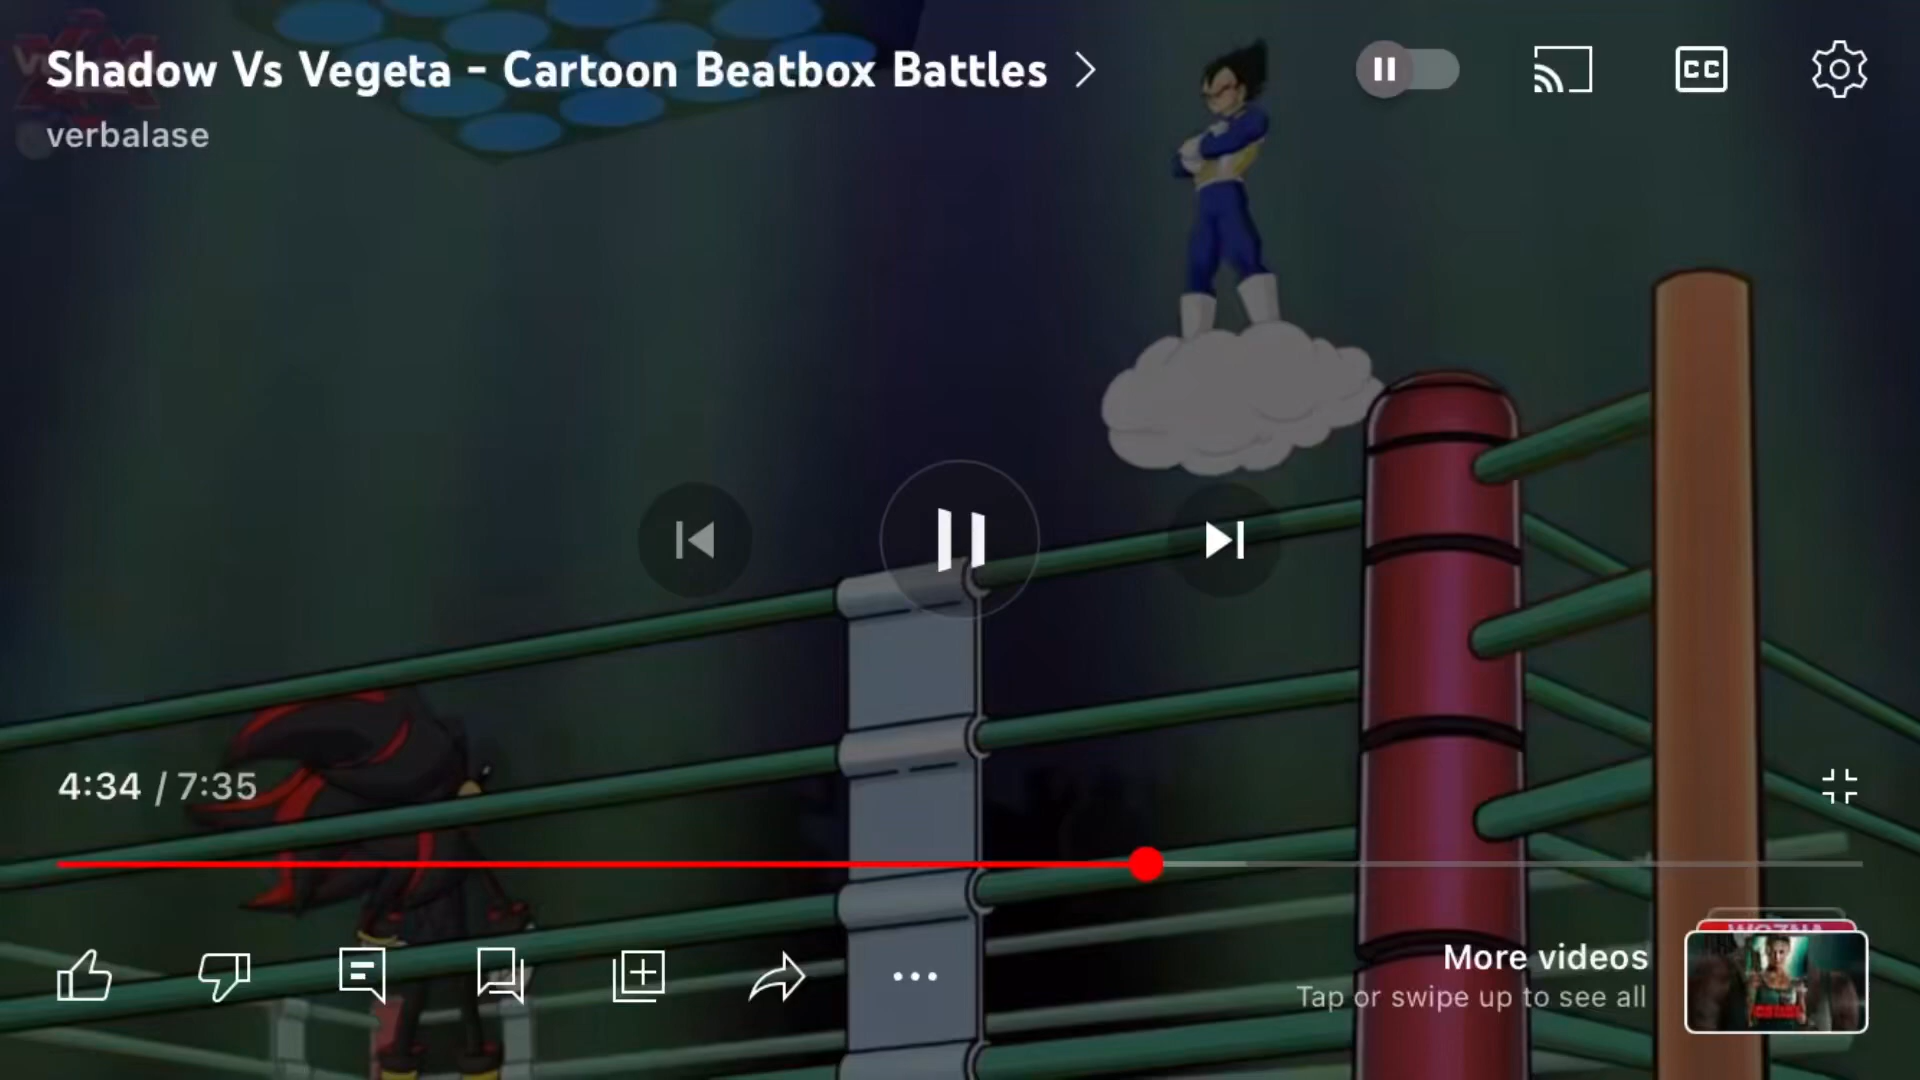 Shadow Vs Vegeta - Cartoon Beatbox Battles
verbalase
CC
4:34 / 7:35
More videos
Tap or swipe up to see all